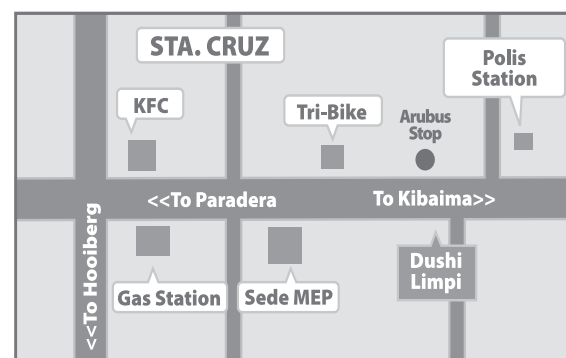 STA. CRUZ
Polis
Station
KFC
Tri-Bike
Arubus
Stop
<<To Paradera
To Kibaima>>
<<To Hooiberg
Gas Station
Sede MEP
Dushi
Limpi